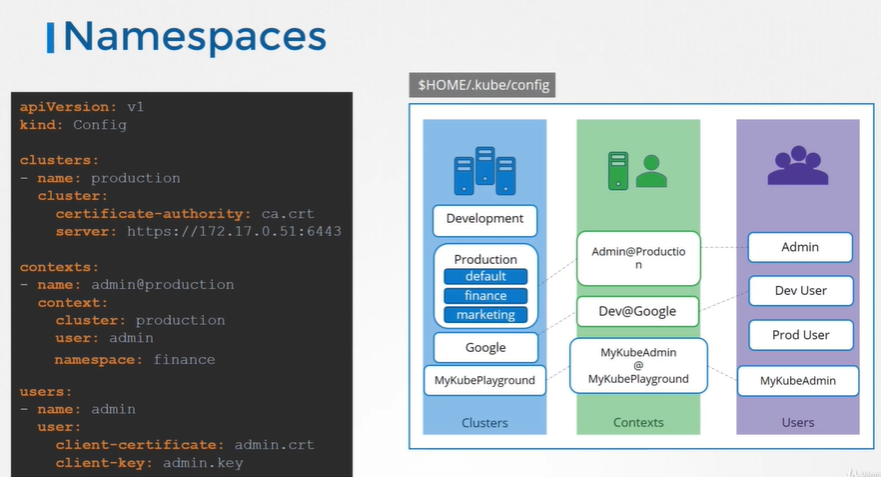 Namespaces
$HOME/.kube/config
apiVersion: v1
kind: Config
clusters:
- name: production
cluster:
certificate-authority: ca.crt
server: https://172.17.0.51:6443
contexts:
- name: admin@production
context:
cluster: production
user: admin
namespace: finance
users:
- name: admin
user:
client-certificate: admin.crt
client-key: admin.key
Development
Production
default
finance
marketing
Google
MyKubePlayground
Clusters
Admin@Productio
n
Dev@Google
MyKubeAdmin
@
MyKubePlayground
Contexts
Admin
Dev User
Prod User
MyKubeAdmin
Users